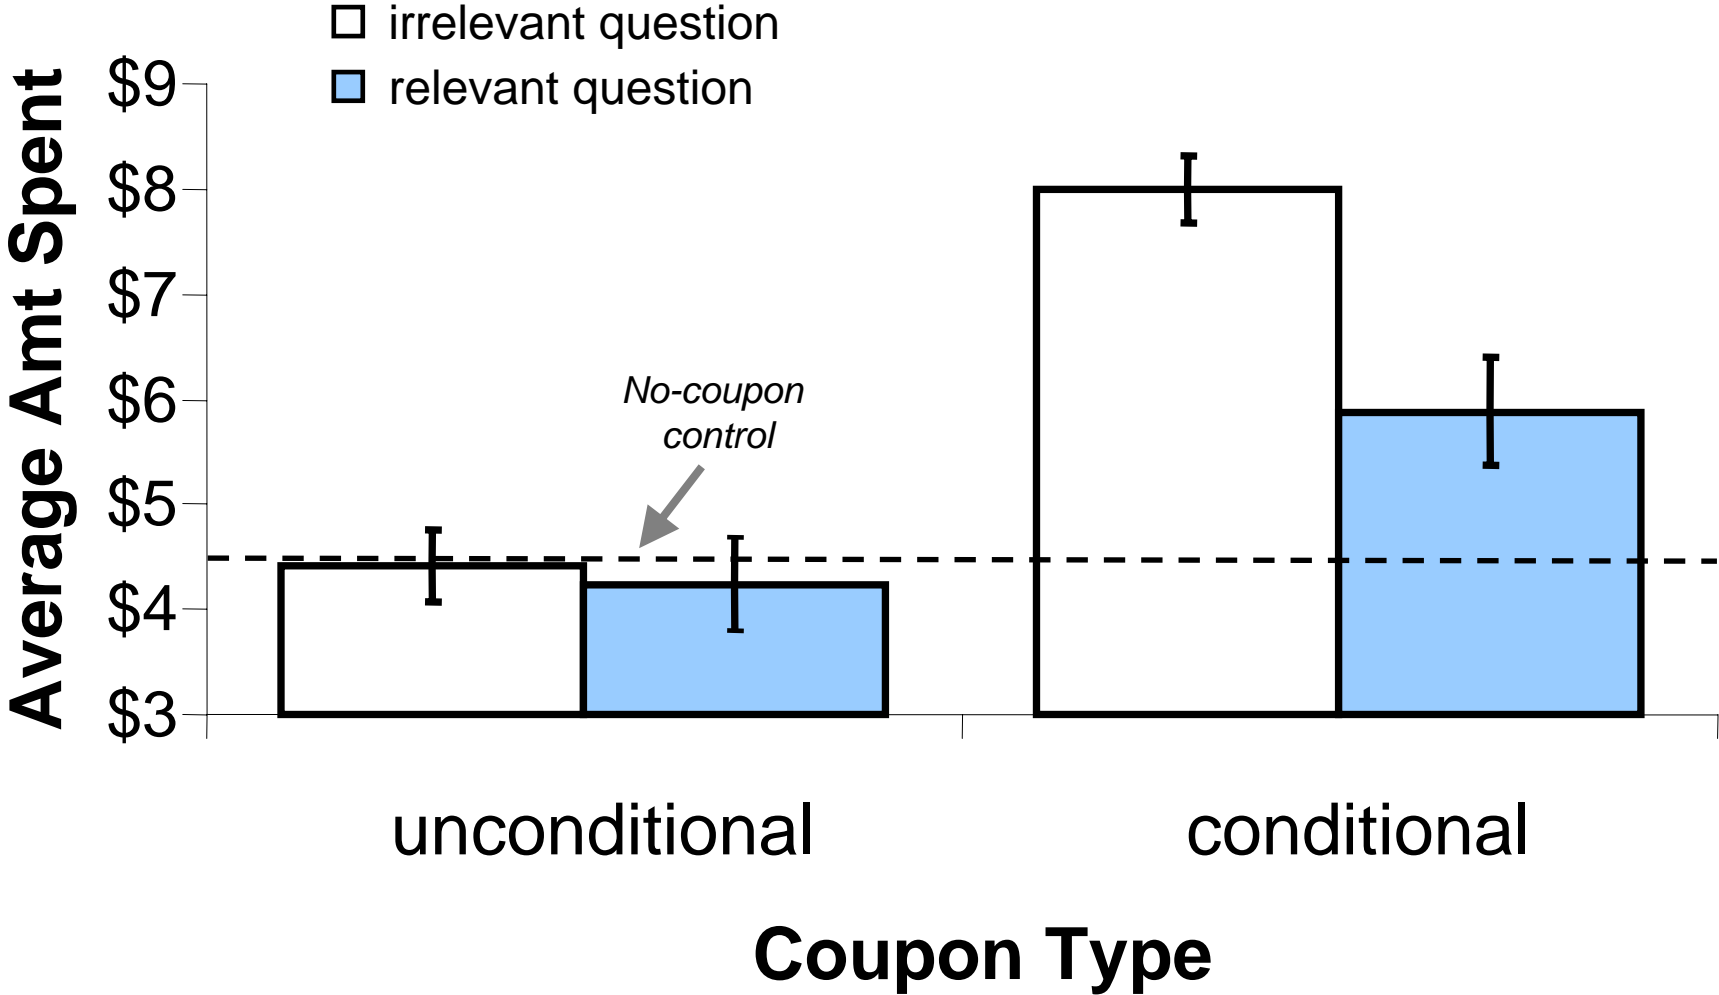 irrelevant question
relevant question
Average Amt Spent
$9
$8
$7
$6
$5
$4
$3
No-coupon
control
unconditional
conditional
Coupon Type